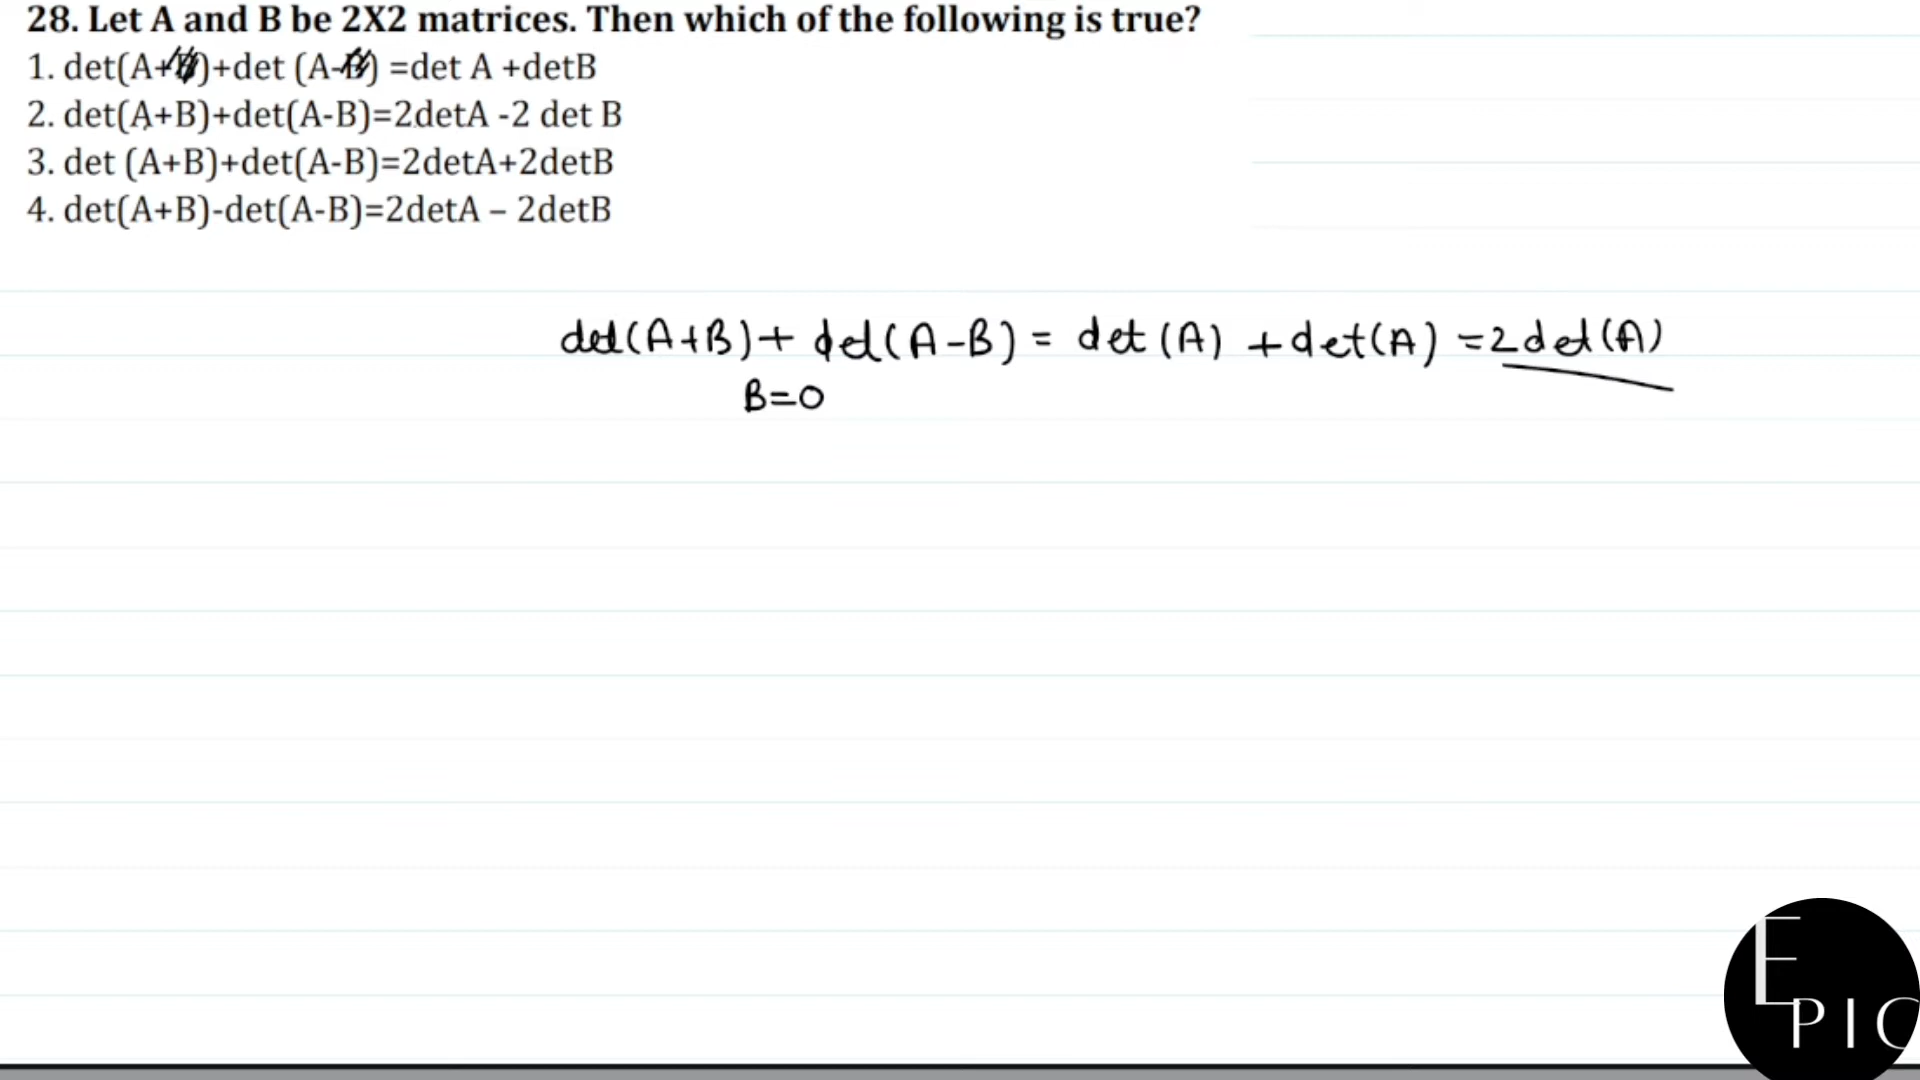 28. Let A and B be 2X2 matrices. Then which of the following is true?
1. det(A+B)+det (A-B) =det A +detB
2. det(A+B)+det(A-B)=2detA -2 det B
3. det (A+B)+det(A-B)=2detA+2detB
4. det(A+B)-det(A-B)=2detA – 2detB
det(A+B)+ det(A-B) = det (A) +det(A) =2det(A)
B=0
E
PIC